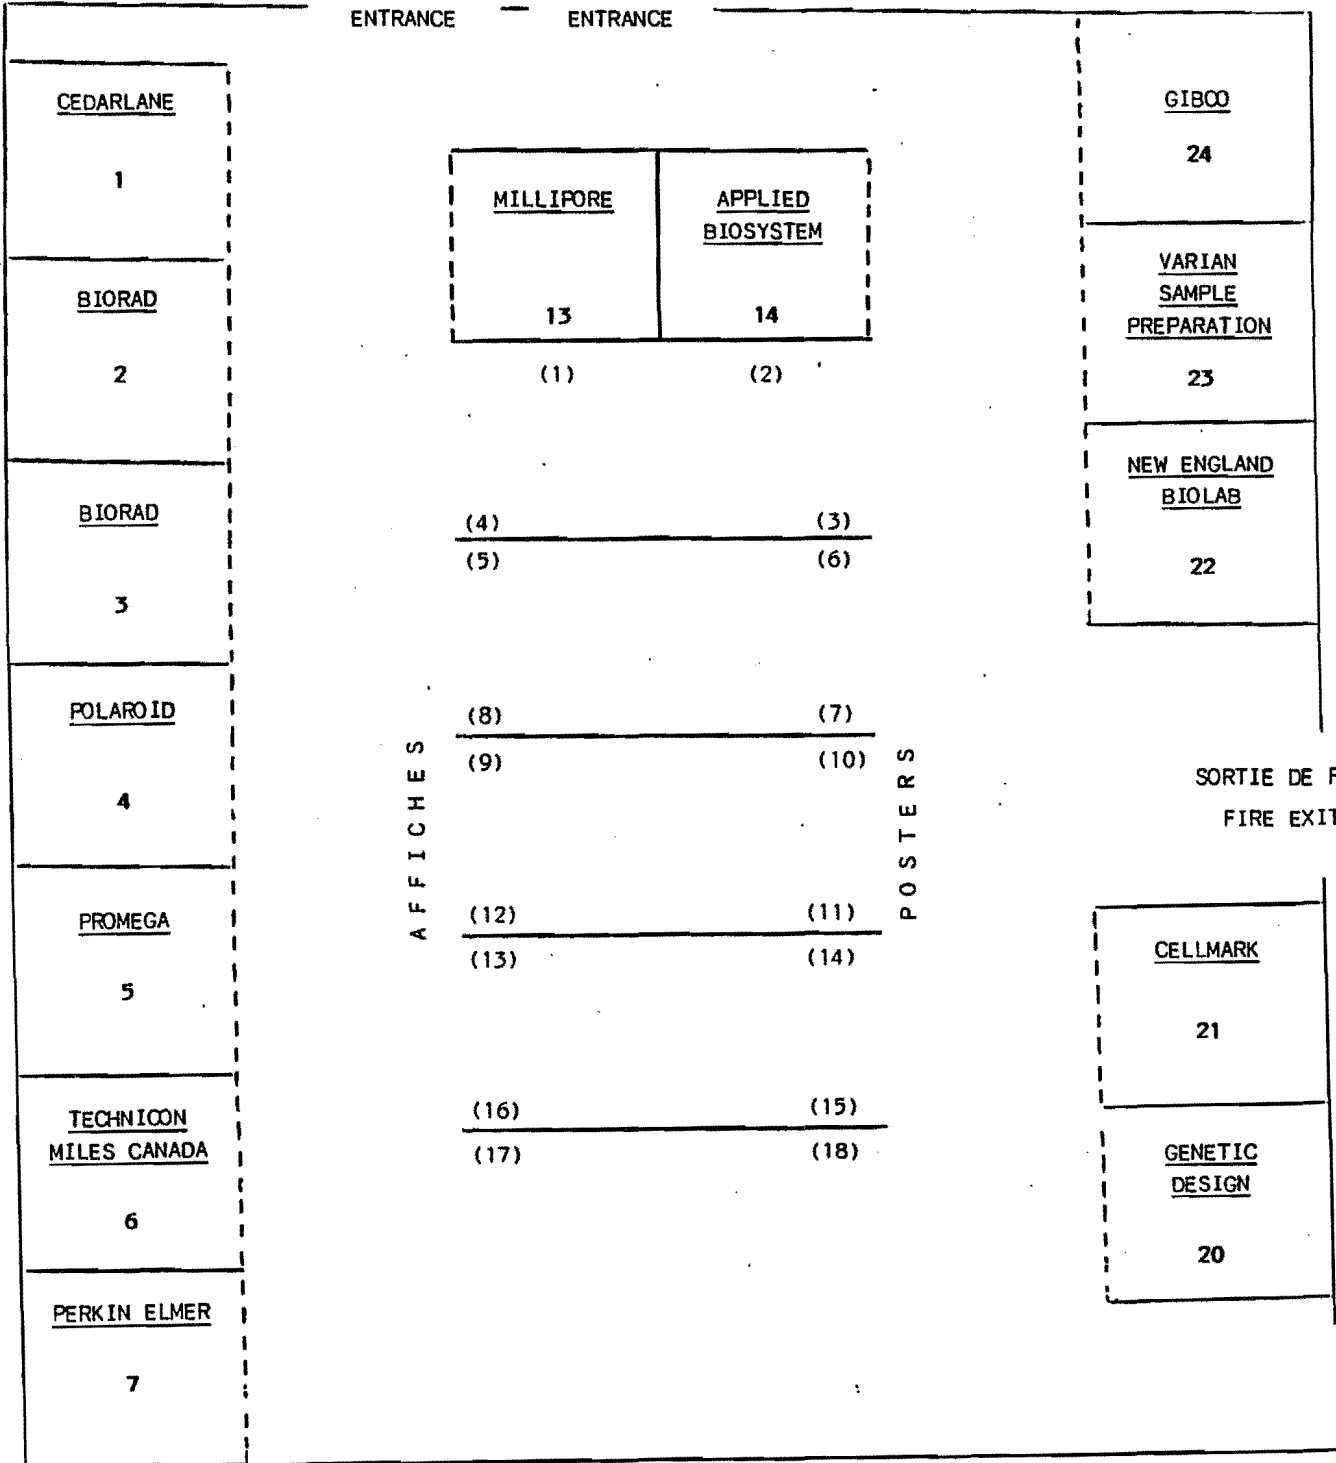 ENTRANCE ENTRANCE
CEDARLANE
1
BIORAD
2
BIORAD
3
POLAROID
4
PROMEGA
5
TECHNICON
MILES CANADA
6
PERKIN ELMER
7
MILLIPORE
13
APPLIED
BIOSYSTEM
14
(1) (2)
(4) (3)
(5) (6)
(8) (7)
(9) (10)
(12) (11)
(13) (14)
(16) (15)
(17) (18)
AFFICHES
POSTERS
GIBCO
24
VARIAN
SAMPLE
PREPARATION
23
NEW ENGLAND
BIOLAB
22
SORTIE DE F
FIRE EXIT
CELLMARK
21
GENETIC
DESIGN
20